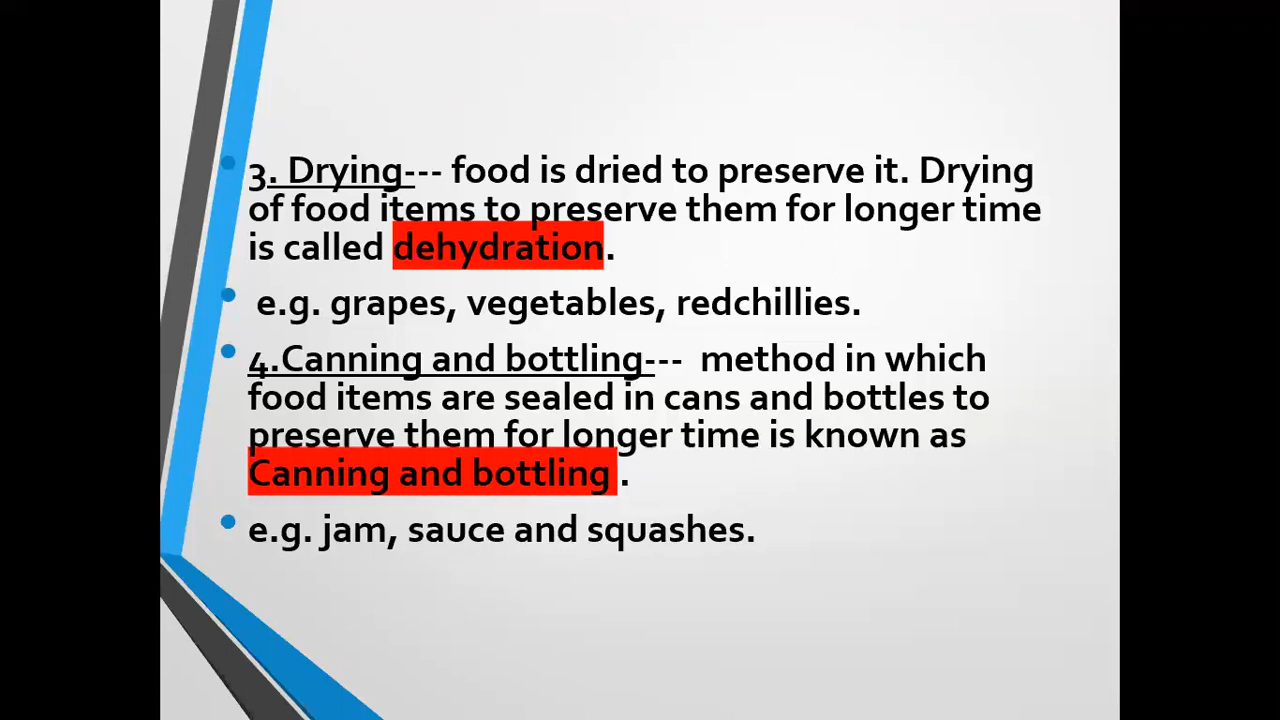 • 3. Drying--- food is dried to preserve it. Drying
of food items to preserve them for longer time
is called dehydration.
• e.g. grapes, vegetables, redchillies.
• 4.Canning and bottling--- method in which
food items are sealed in cans and bottles to
preserve them for longer time is known as
Canning and bottling .
• e.g. jam, sauce and squashes.